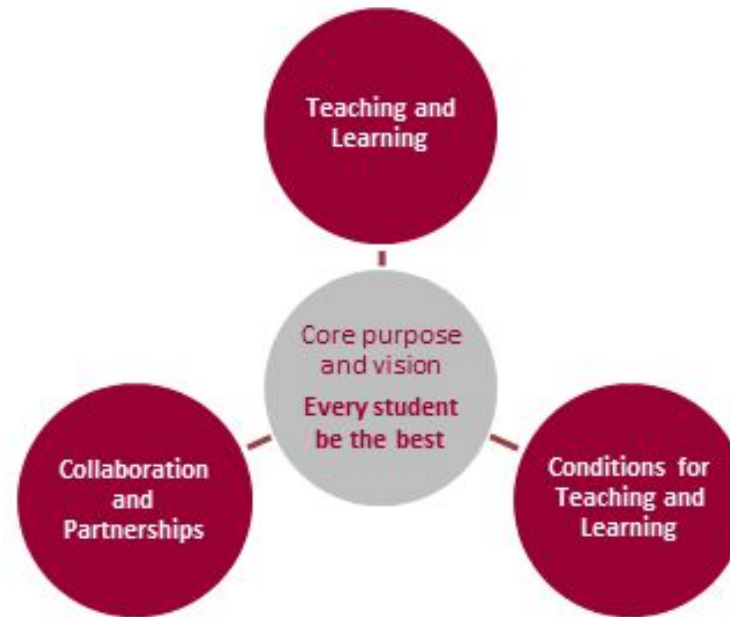 Teaching and
Learning
Core purpose
and vision
Every student
be the best
Collaboration
and
Partnerships
Conditions for
Teaching and
Learning